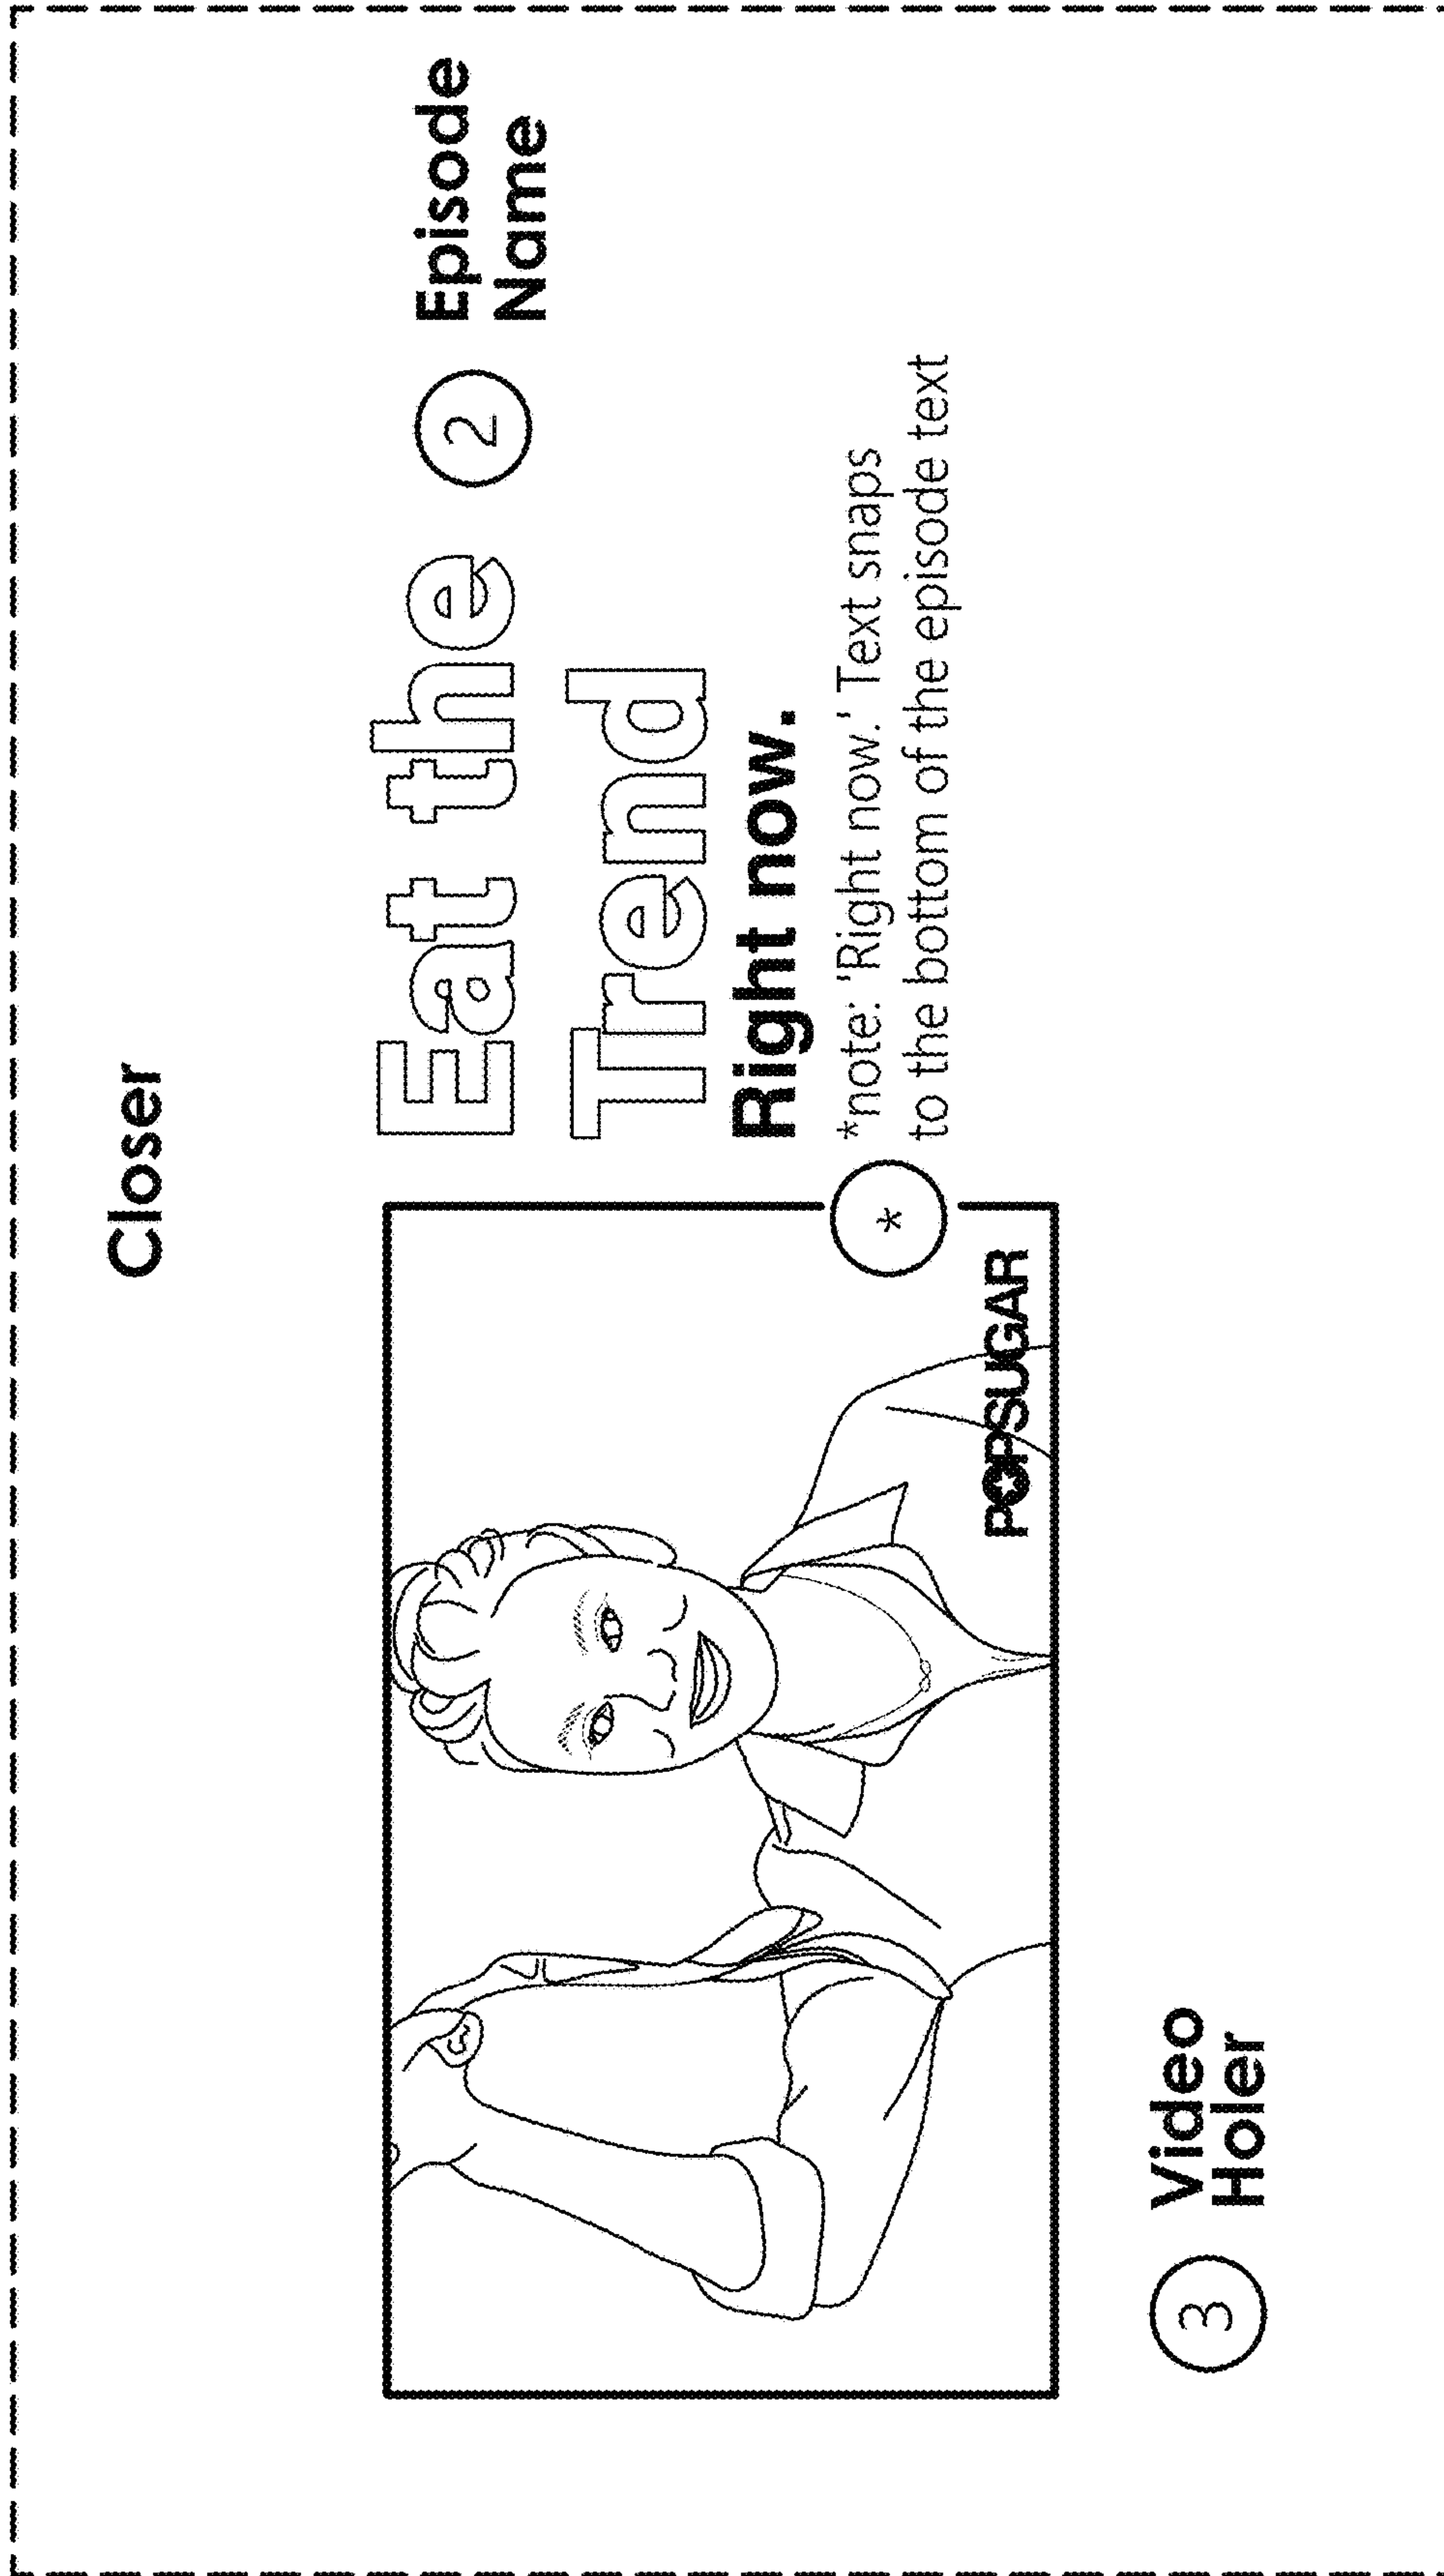 Closer
Eat the
Trend
Right now.
*note: 'Right now.' Text snaps
to the bottom of the episode text
2
Episode
Name
*
POPSUGAR
3
Video
Holer